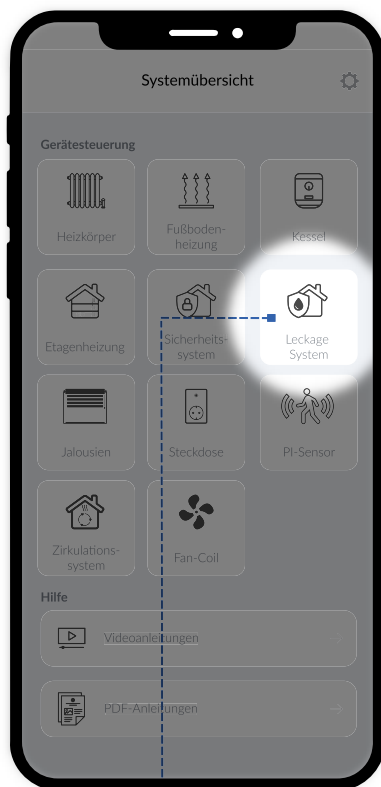 Systemübersicht
Gerätesteuerung
Heizkörper
Fußboden-
heizung
Kessel
Etagenheizung
Sicherheits-
system
Leckage
System
Jalousien
Steckdose
PI-Sensor
Zirkulations-
system
Fan-Coil
Hilfe
Videoanleitungen
PDF-Anleitungen